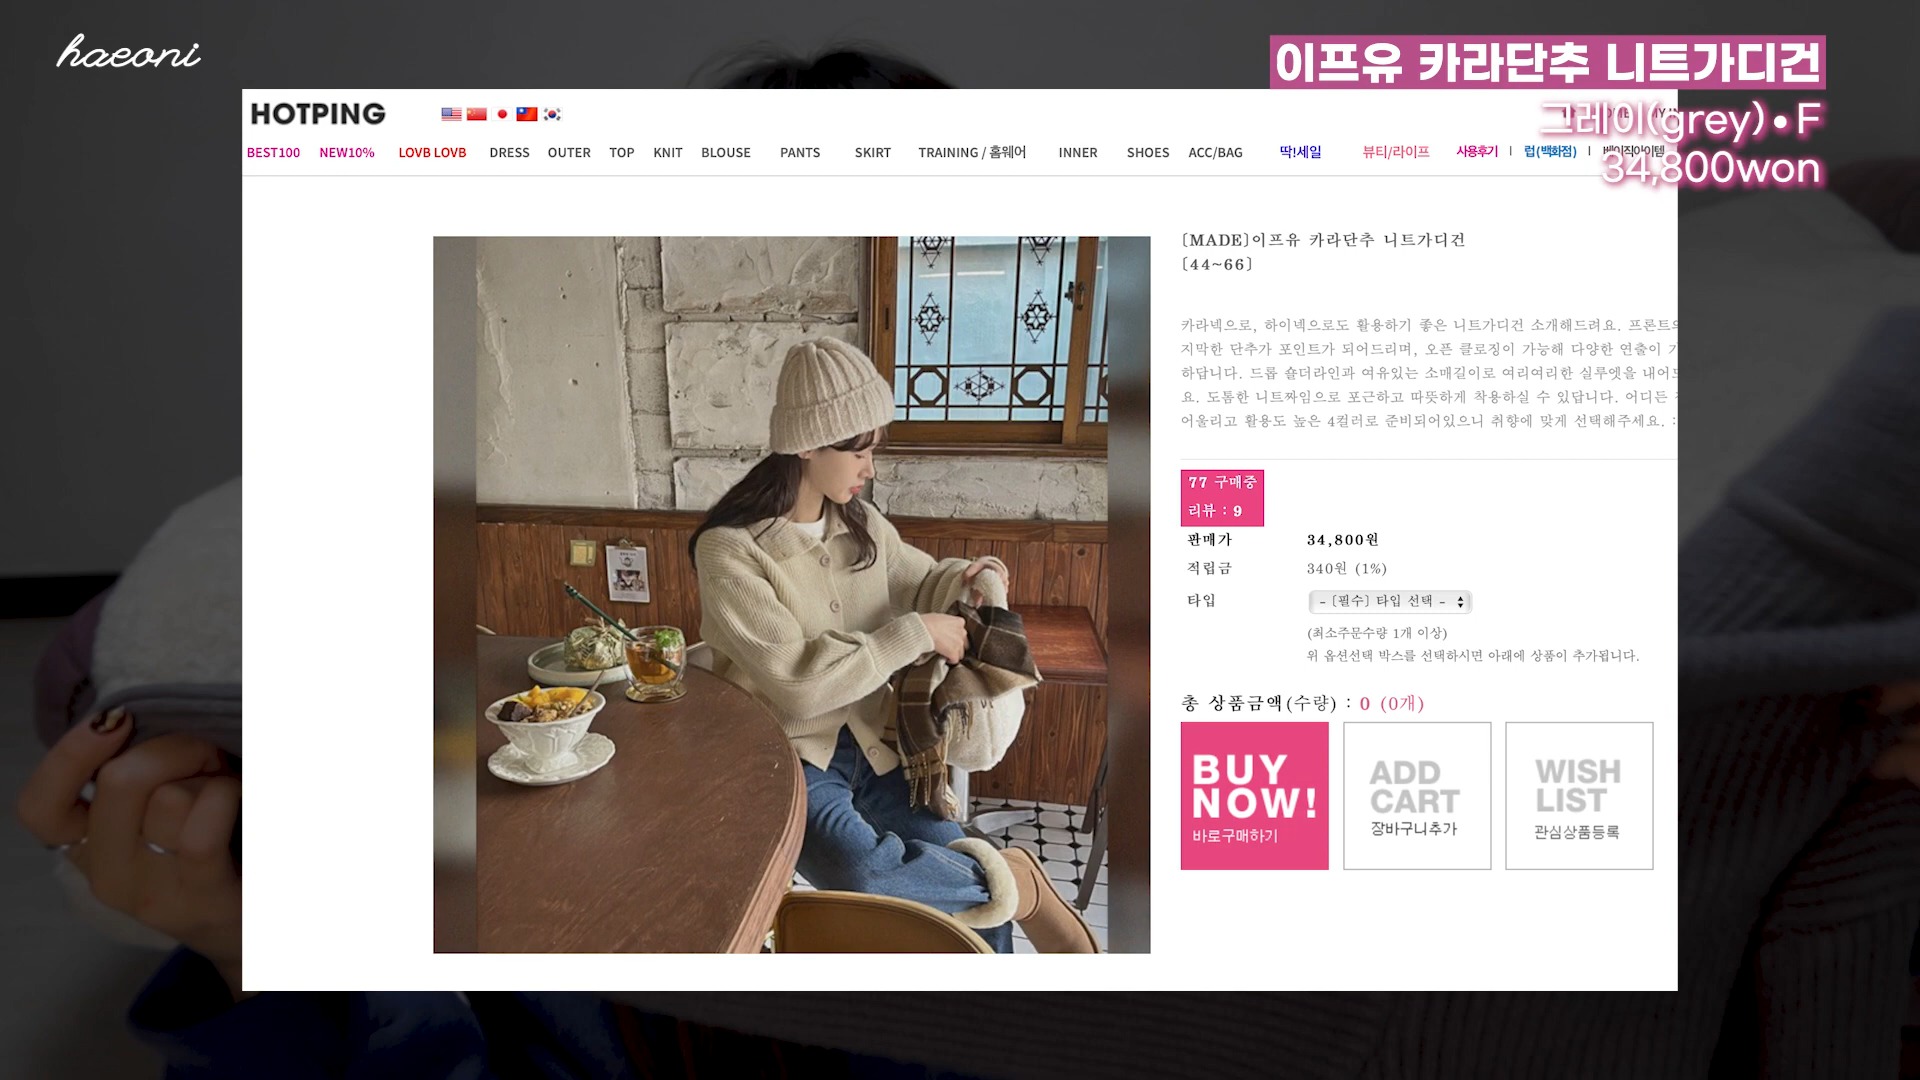 haeoni
이프유 카라단추 니트가디건
그레이(grey)• F
34,800won
HOTPING
BEST100 NEW10% LOVB LOVB DRESS OUTER TOP KNIT BLOUSE PANTS SKIRT TRAINING / 홈웨어 INNER SHOES ACC/BAG 딱!세일 뷰티/라이프 사용후기 | 럽(백화점) | 베이직아이템
[MADE]이프유 카라단추 니트가디건
[44~66]
카라넥으로, 하이넥으로도 활용하기 좋은 니트가디건 소개해드려요. 프론트의
지막한 단추가 포인트가 되어드리며, 오픈 클로징이 가능해 다양한 연출이 가
하답니다. 드롭 숄더라인과 여유있는 소매길이로 여리여리한 실루엣을 내어드
요. 도톰한 니트짜임으로 포근하고 따뜻하게 착용하실 수 있답니다. 어디든
어울리고 활용도 높은 4컬러로 준비되어있으니 취향에 맞게 선택해주세요. :
77 구매중
리뷰 : 9
판매가 34,800원
적립금 340원 (1%)
타입 - [필수] 타입 선택 -
(최소주문수량 1개 이상)
위 옵션선택 박스를 선택하시면 아래에 상품이 추가됩니다.
총 상품금액(수량) : 0 (0개)
BUY
NOW!
바로구매하기
ADD
CART
장바구니추가
WISH
LIST
관심상품등록